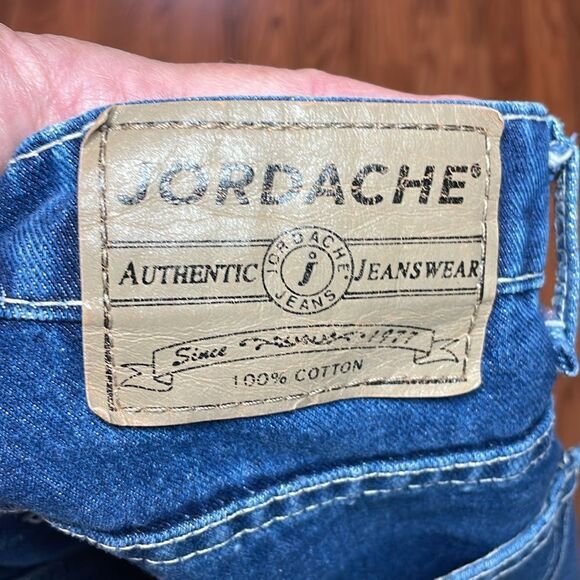 JORDACHE®
AUTHENTIC JORDACHE j JEANS JEANSWEAR
Since 1977
100% COTTON